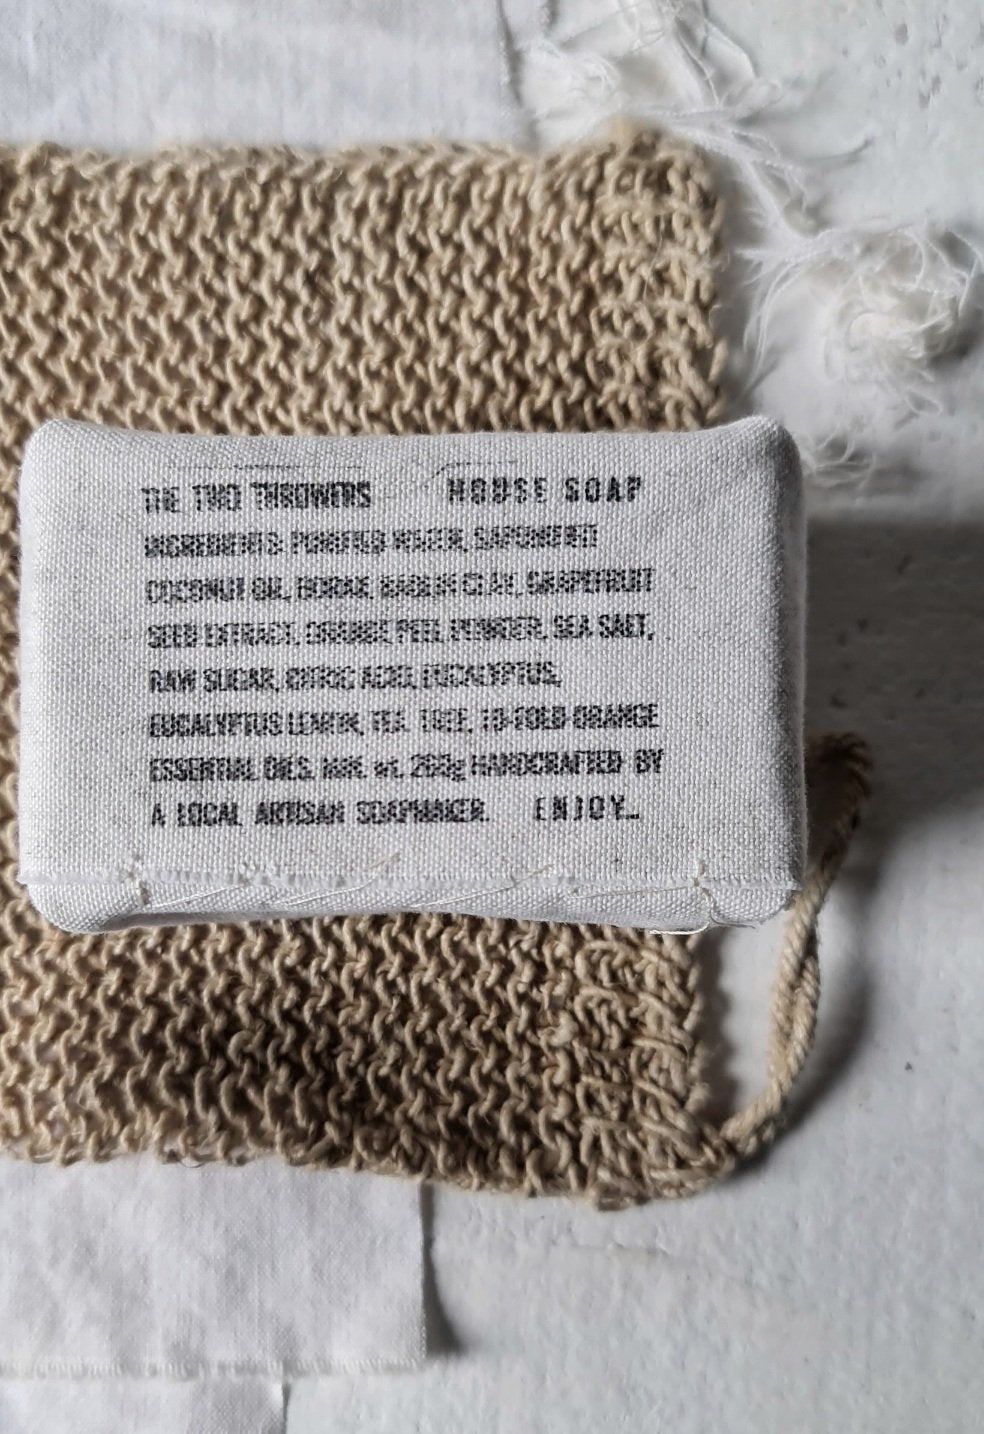 THE TWO THROWERS HOUSE SOAP
INGREDIENTS: PURIFIED WATER, SAPONIFIED
COCONUT OIL, BORAX, KAOLIN CLAY, GRAPEFRUIT
SEED EXTRACT, ORANGE PEEL POWDER, SEA SALT,
RAW SUGAR, CITRIC ACID, EUCALYPTUS,
EUCALYPTUS LEMON, TEA TREE, 10-FOLD ORANGE
ESSENTIAL OILS. MIN. wt. HANDCRAFTED BY
A LOCAL ARTISAN SOAPMAKER. ENJOY...